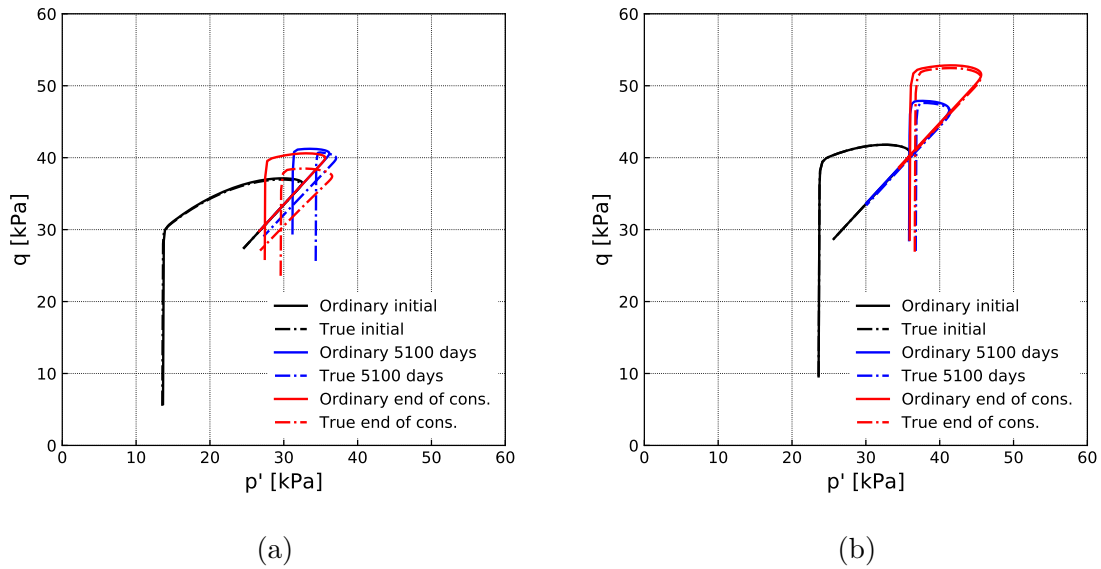 60
50
40
30
20
10
0
q [kPa]
Ordinary initial
True initial
Ordinary 5100 days
True 5100 days
Ordinary end of cons.
True end of cons.
0 10 20 30 40 50 60
p' [kPa]
(a)
60
50
40
30
20
10
0
q [kPa]
Ordinary initial
True initial
Ordinary 5100 days
True 5100 days
Ordinary end of cons.
True end of cons.
0 10 20 30 40 50 60
p' [kPa]
(b)